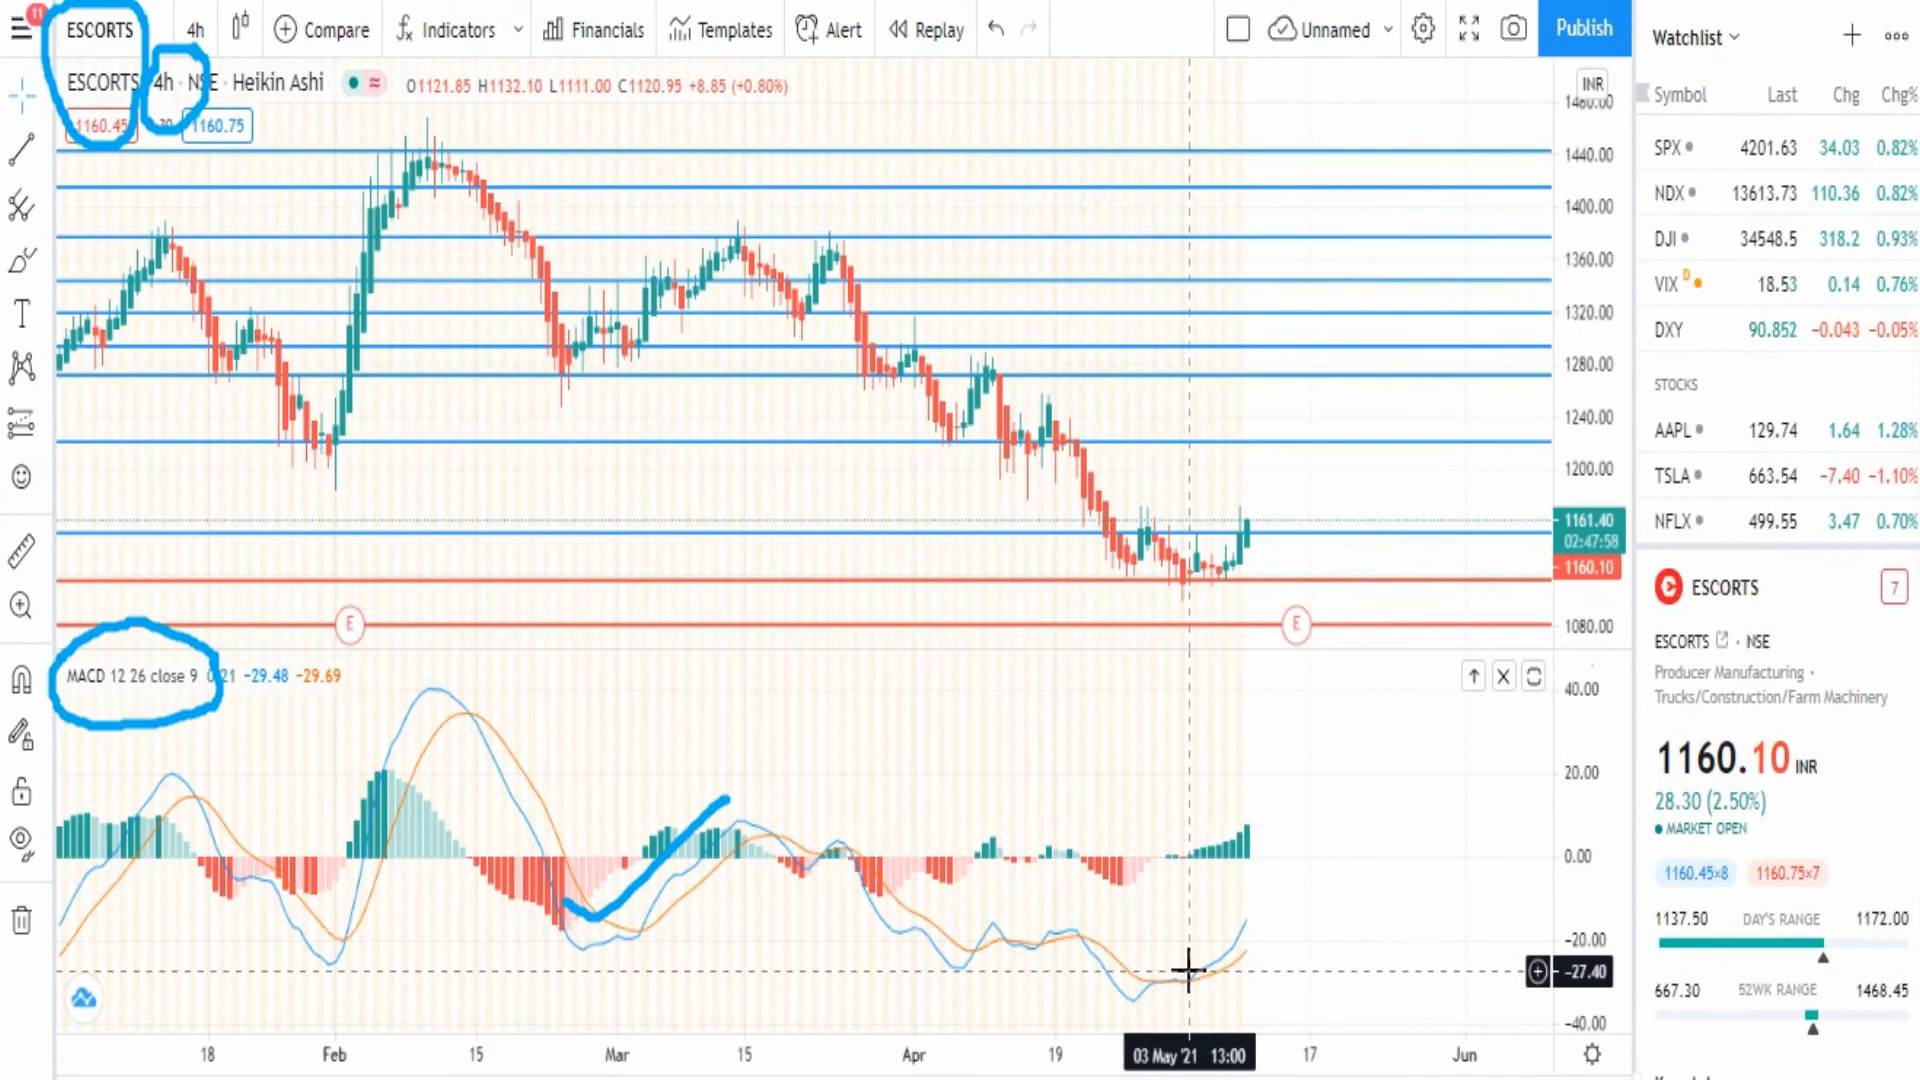 11
ESCORTS 4h Compare Indicators Financials Templates Alert Replay Unnamed Publish
ESCORTS 4h · NSE · Heikin Ashi O1121.85 H1132.10 L1111.00 C1120.95 +8.85 (+0.80%)
1160.45 1160.75
INR
1480.00
1440.00
1400.00
1360.00
1320.00
1280.00
1240.00
1200.00
1161.40
02:47:58
1160.10
1080.00
E E
MACD 12 26 close 9 0.21 −29.48 −29.69
40.00
20.00
0.00
−20.00
−27.40
−40.00
18 Feb 15 Mar 15 Apr 19 03 May '21 13:00 17 Jun
Watchlist
Symbol Last Chg Chg%
SPX 4201.63 34.03 0.82%
NDX 13613.73 110.36 0.82%
DJI 34548.5 318.2 0.93%
VIX D 18.53 0.14 0.76%
DXY 90.852 −0.043 −0.05%
STOCKS
AAPL 129.74 1.64 1.28%
TSLA 663.54 −7.40 −1.10%
NFLX 499.55 3.47 0.70%
ESCORTS 7
ESCORTS · NSE
Producer Manufacturing ·
Trucks/Construction/Farm Machinery
1160.10 INR
28.30 (2.50%)
MARKET OPEN
1160.45×8 1160.75×7
1137.50 DAY'S RANGE 1172.00
667.30 52WK RANGE 1468.45